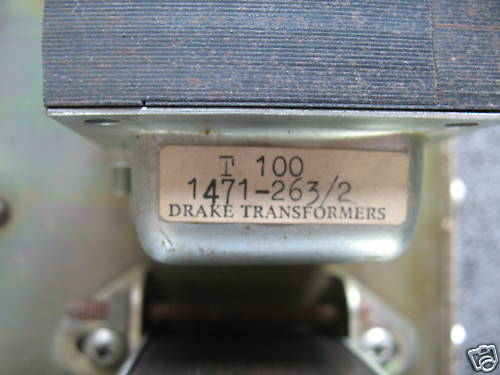 T 100
1471-263/2
DRAKE TRANSFORMERS